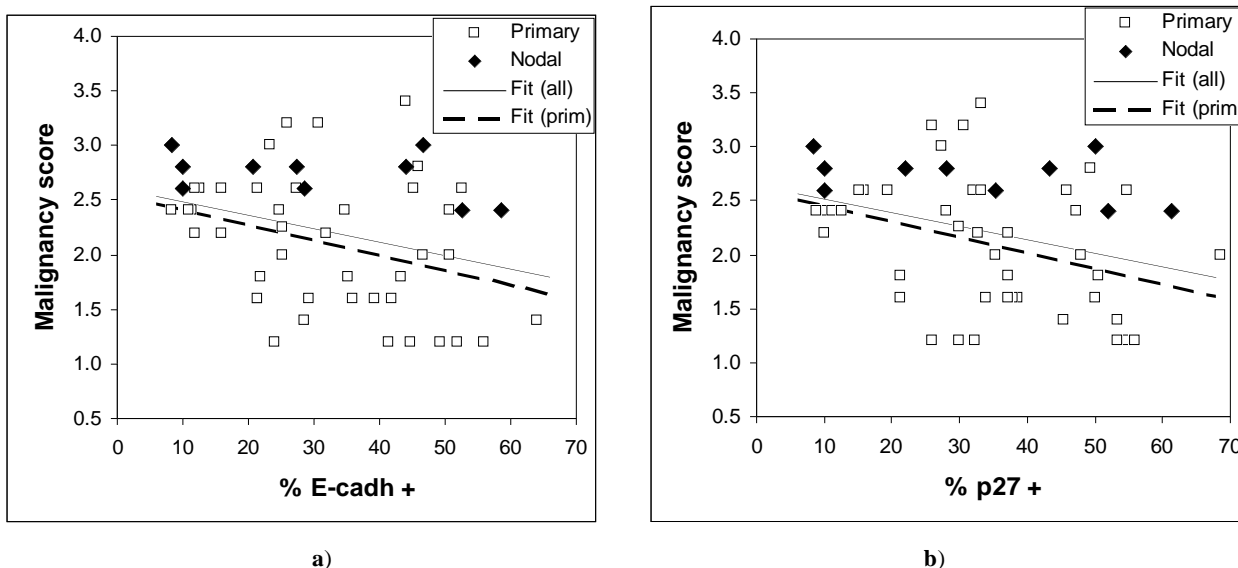 Primary
Nodal
Fit (all)
Fit (prim)
4.0
3.5
3.0
2.5
2.0
1.5
1.0
0.5
Malignancy score
0 10 20 30 40 50 60 70
% E-cadh +
a)
Primary
Nodal
Fit (all)
Fit (prim
4.0
3.5
3.0
2.5
2.0
1.5
1.0
0.5
Malignancy score
0 10 20 30 40 50 60 70
% p27 +
b)